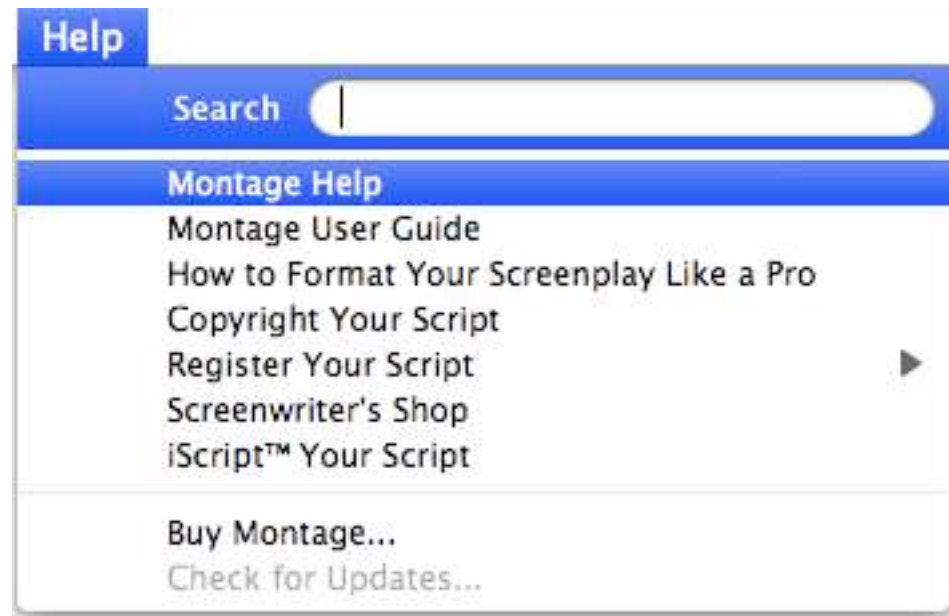 Help
Search
Montage Help
Montage User Guide
How to Format Your Screenplay Like a Pro
Copyright Your Script
Register Your Script
Screenwriter's Shop
iScript™ Your Script
Buy Montage...
Check for Updates...